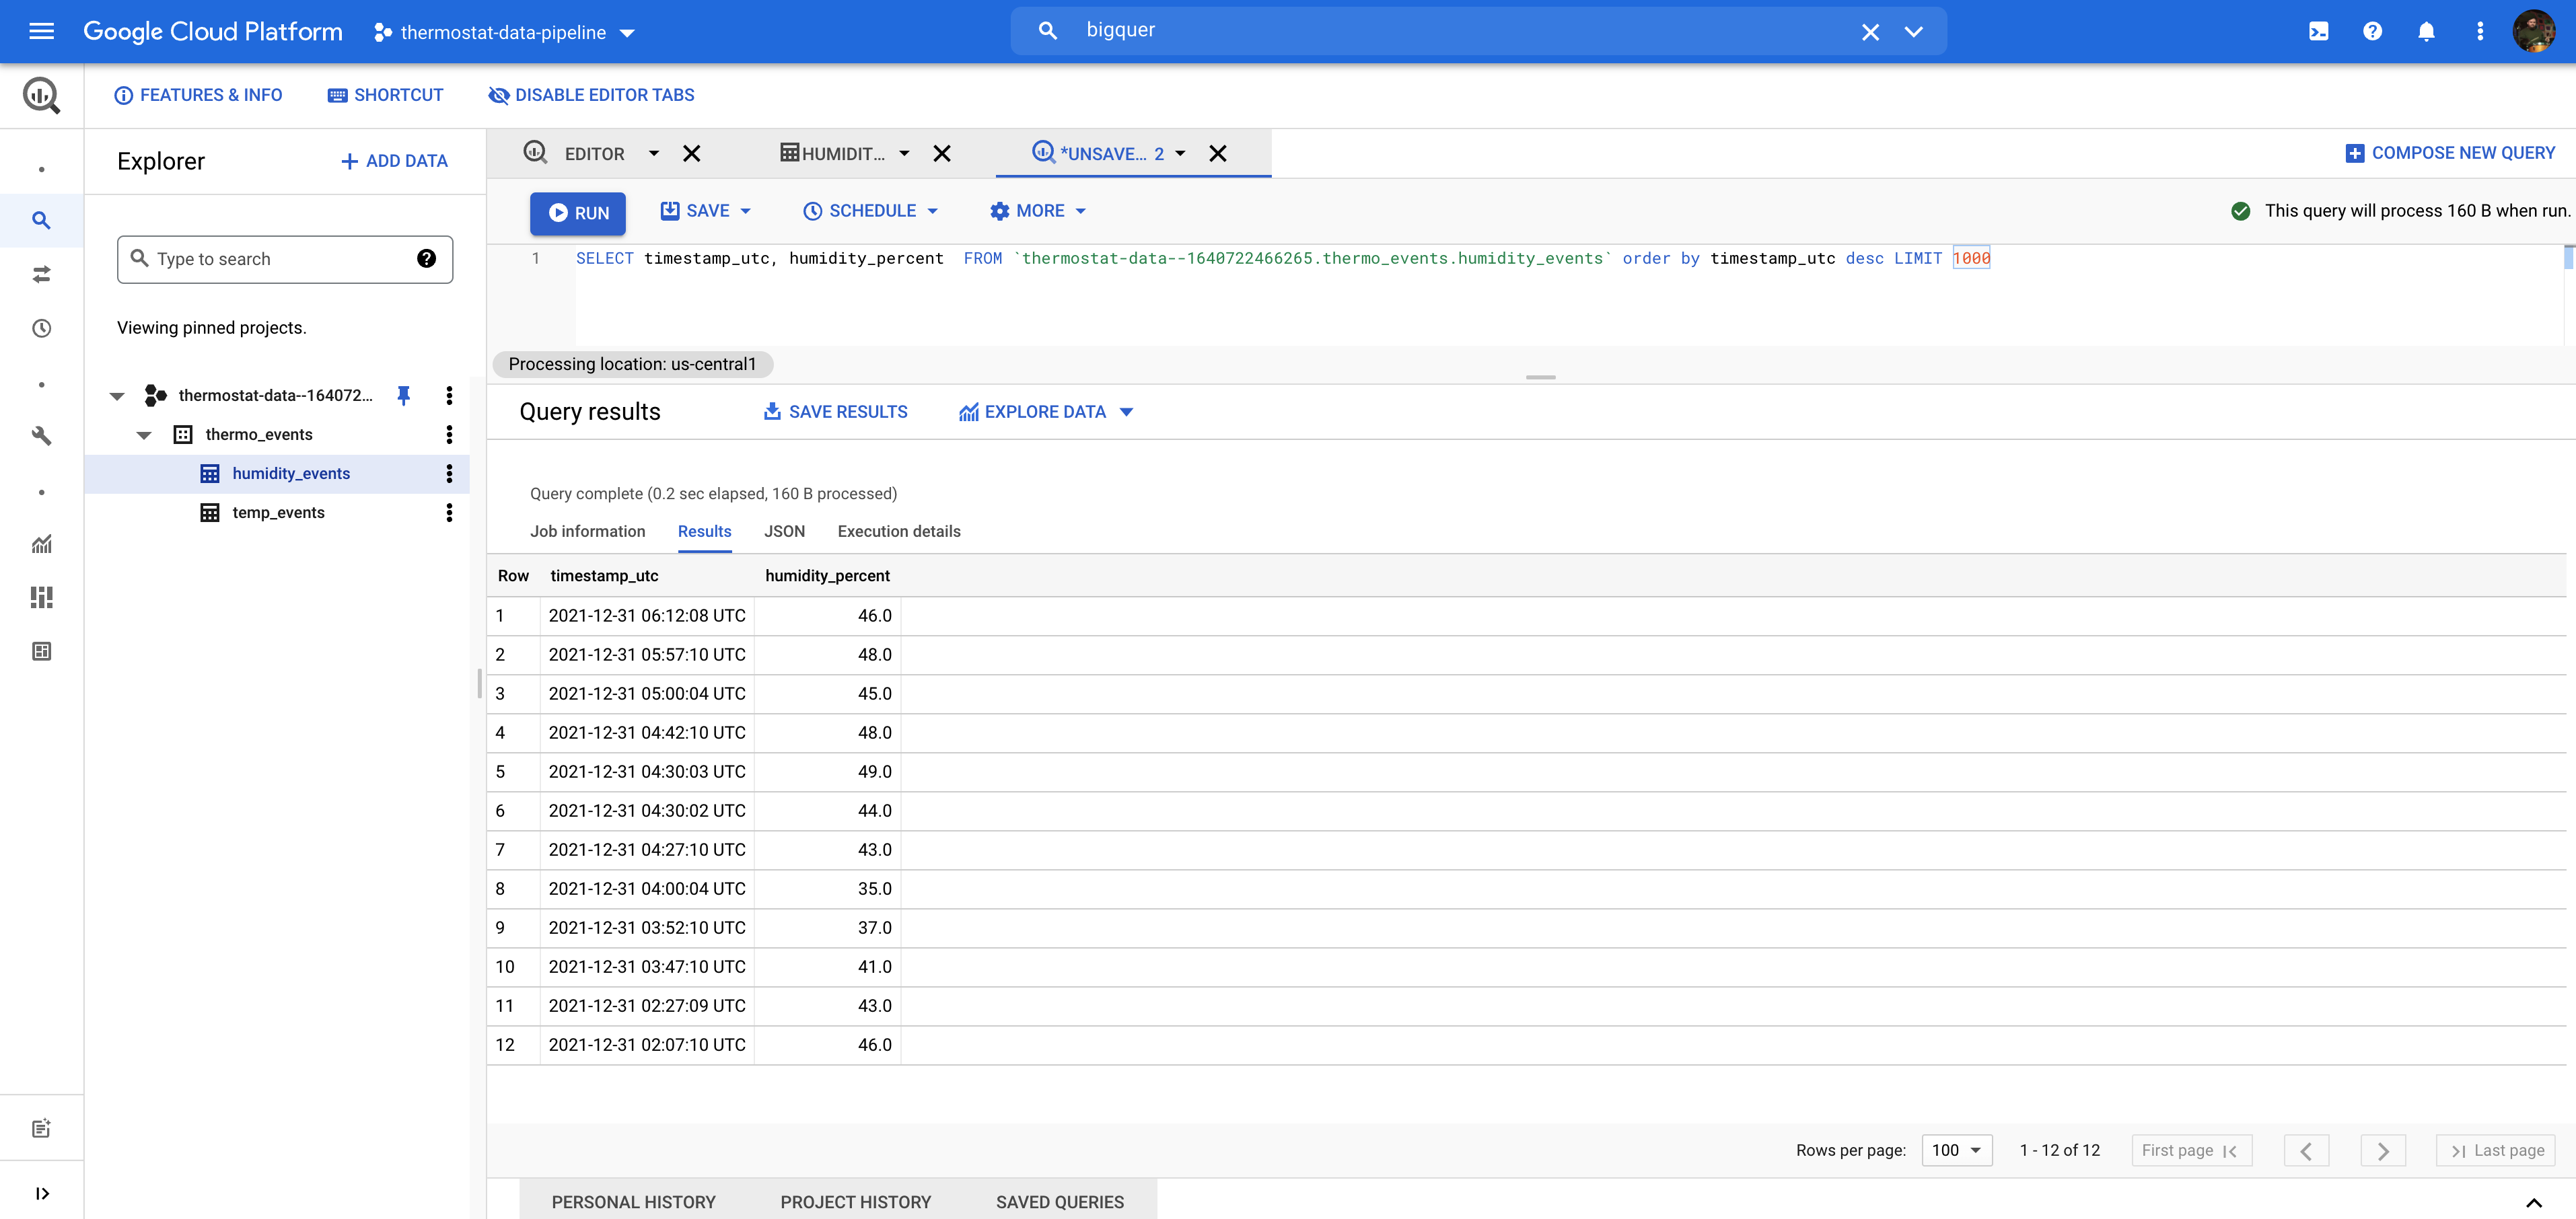 Google Cloud Platform thermostat-data-pipeline bigquer
FEATURES & INFO SHORTCUT DISABLE EDITOR TABS
Explorer ADD DATA
EDITOR HUMIDIT... *UNSAVE... 2 COMPOSE NEW QUERY
RUN SAVE SCHEDULE MORE This query will process 160 B when run.
Type to search
1 SELECT timestamp_utc, humidity_percent FROM `thermostat-data--1640722466265.thermo_events.humidity_events` order by timestamp_utc desc LIMIT 1000
Viewing pinned projects.
Processing location: us-central1
thermostat-data--164072...
thermo_events
humidity_events
temp_events
Query results SAVE RESULTS EXPLORE DATA
Query complete (0.2 sec elapsed, 160 B processed)
Job information Results JSON Execution details
Row timestamp_utc humidity_percent
1 2021-12-31 06:12:08 UTC 46.0
2 2021-12-31 05:57:10 UTC 48.0
3 2021-12-31 05:00:04 UTC 45.0
4 2021-12-31 04:42:10 UTC 48.0
5 2021-12-31 04:30:03 UTC 49.0
6 2021-12-31 04:30:02 UTC 44.0
7 2021-12-31 04:27:10 UTC 43.0
8 2021-12-31 04:00:04 UTC 35.0
9 2021-12-31 03:52:10 UTC 37.0
10 2021-12-31 03:47:10 UTC 41.0
11 2021-12-31 02:27:09 UTC 43.0
12 2021-12-31 02:07:10 UTC 46.0
Rows per page: 100 1 - 12 of 12 First page Last page
PERSONAL HISTORY PROJECT HISTORY SAVED QUERIES